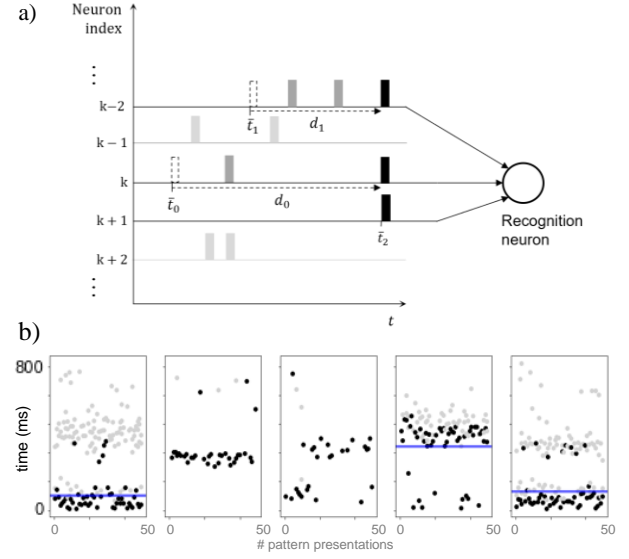 a)
Neuron
index
⋮
k−2
t̄₁
d₁
k − 1
k
t̄₀
d₀
Recognition
neuron
k + 1
t̄₂
k + 2
⋮
t
b)
time (ms)
800
0
0 50 0 50 0 50 0 50 0 50
# pattern presentations